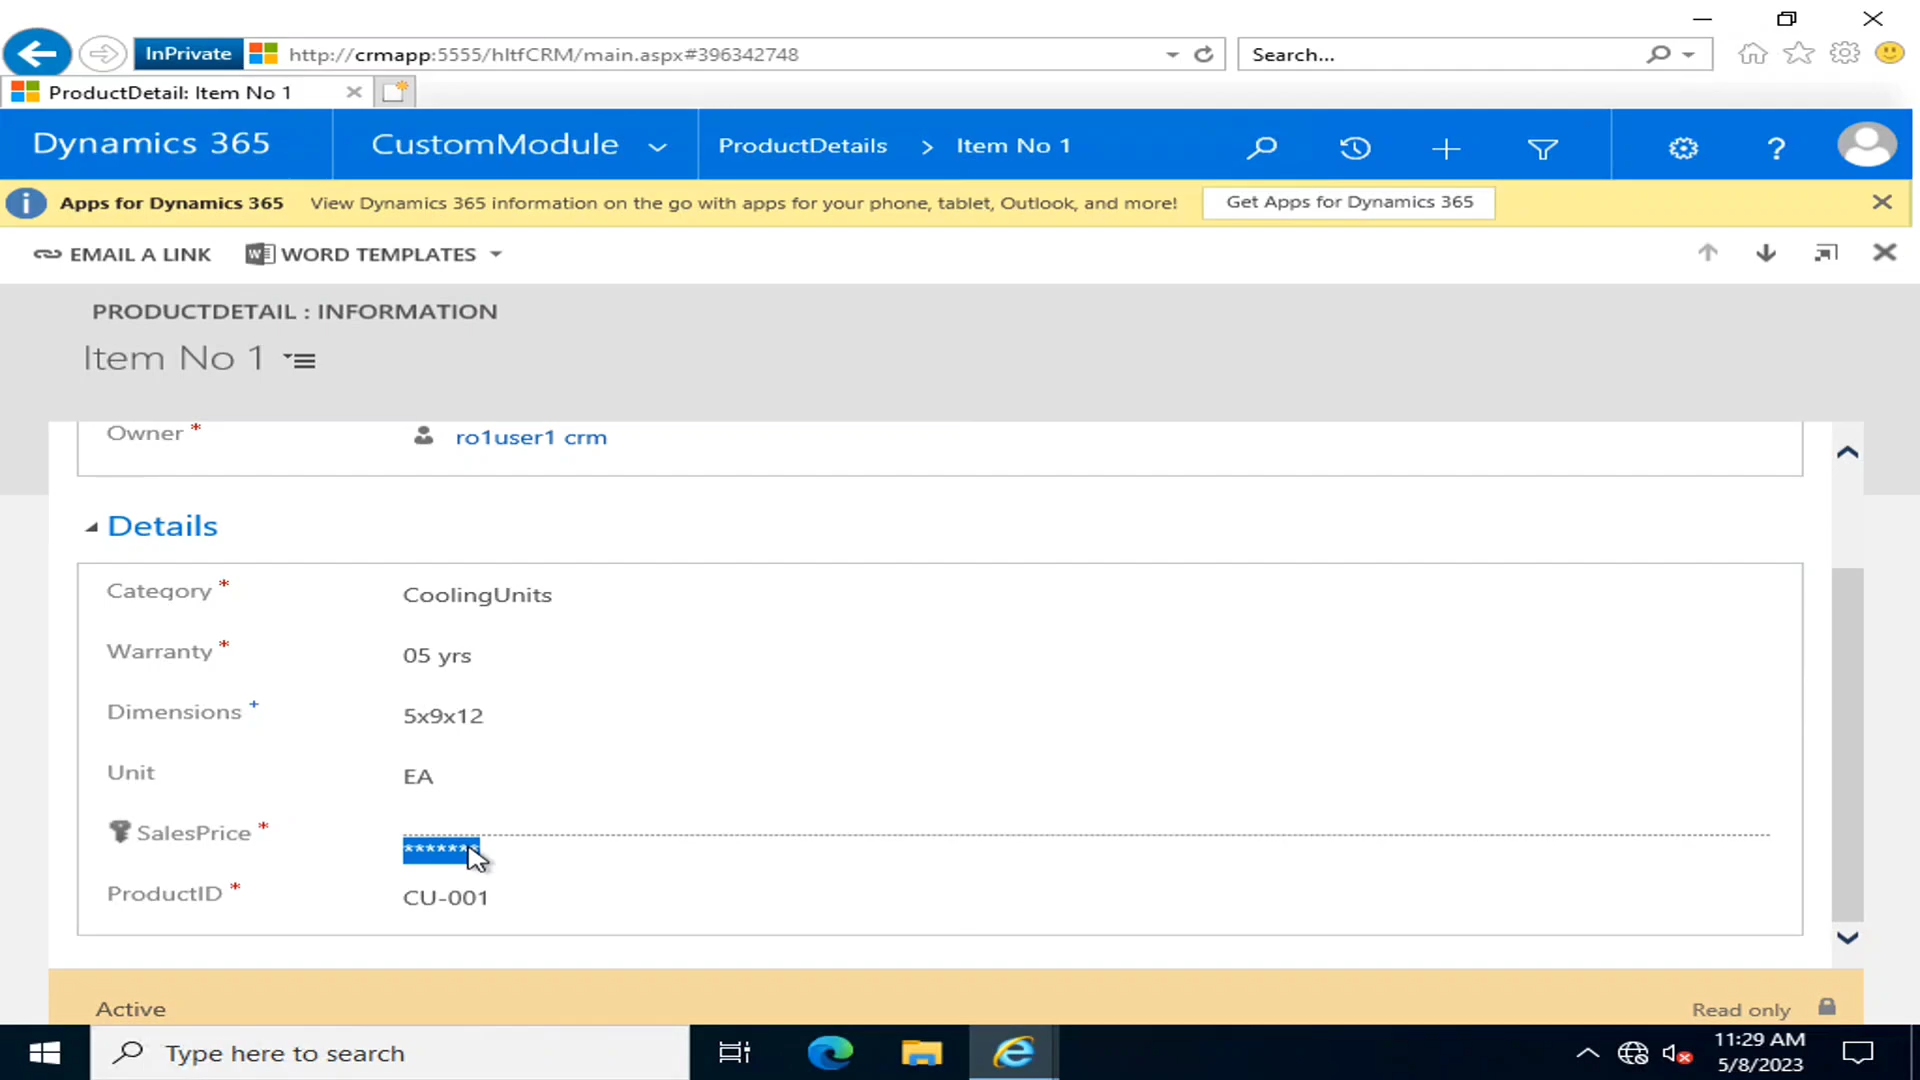 InPrivate http://crmapp:5555/hltfCRM/main.aspx#396342748 Search...
ProductDetail: Item No 1
Dynamics 365 CustomModule ProductDetails > Item No 1 ?
i Apps for Dynamics 365 View Dynamics 365 information on the go with apps for your phone, tablet, Outlook, and more! Get Apps for Dynamics 365
EMAIL A LINK WORD TEMPLATES
PRODUCTDETAIL : INFORMATION
Item No 1
Owner * ro1user1 crm
Details
Category * CoolingUnits
Warranty * 05 yrs
Dimensions + 5x9x12
Unit EA
SalesPrice * *******
ProductID * CU-001
Active Read only
Type here to search 11:29 AM
5/8/2023